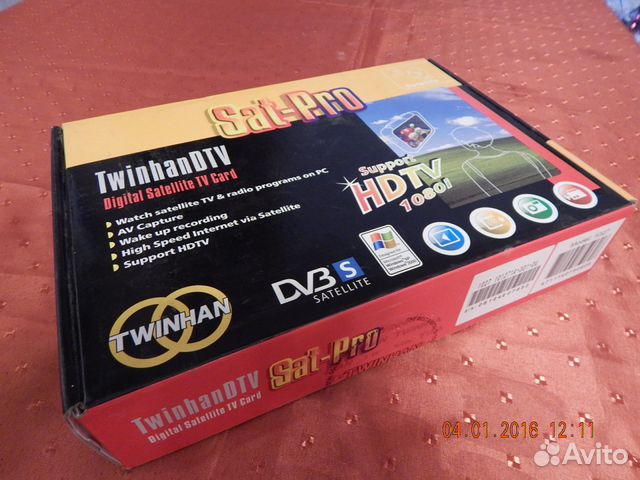 Sat-Pro
TwinhanDTV
Digital Satellite TV Card
Watch satellite TV & radio programs on PC
AV Capture
Wake up recording
High Speed Internet via Satellite
Support HDTV
Support
HDTV
1080i
TWINHAN
DVB S
SATELLITE
TwinhanDTV
Digital Satellite TV Card
Sat-Pro
TWINHAN
04.01.2016 12:11
Avito